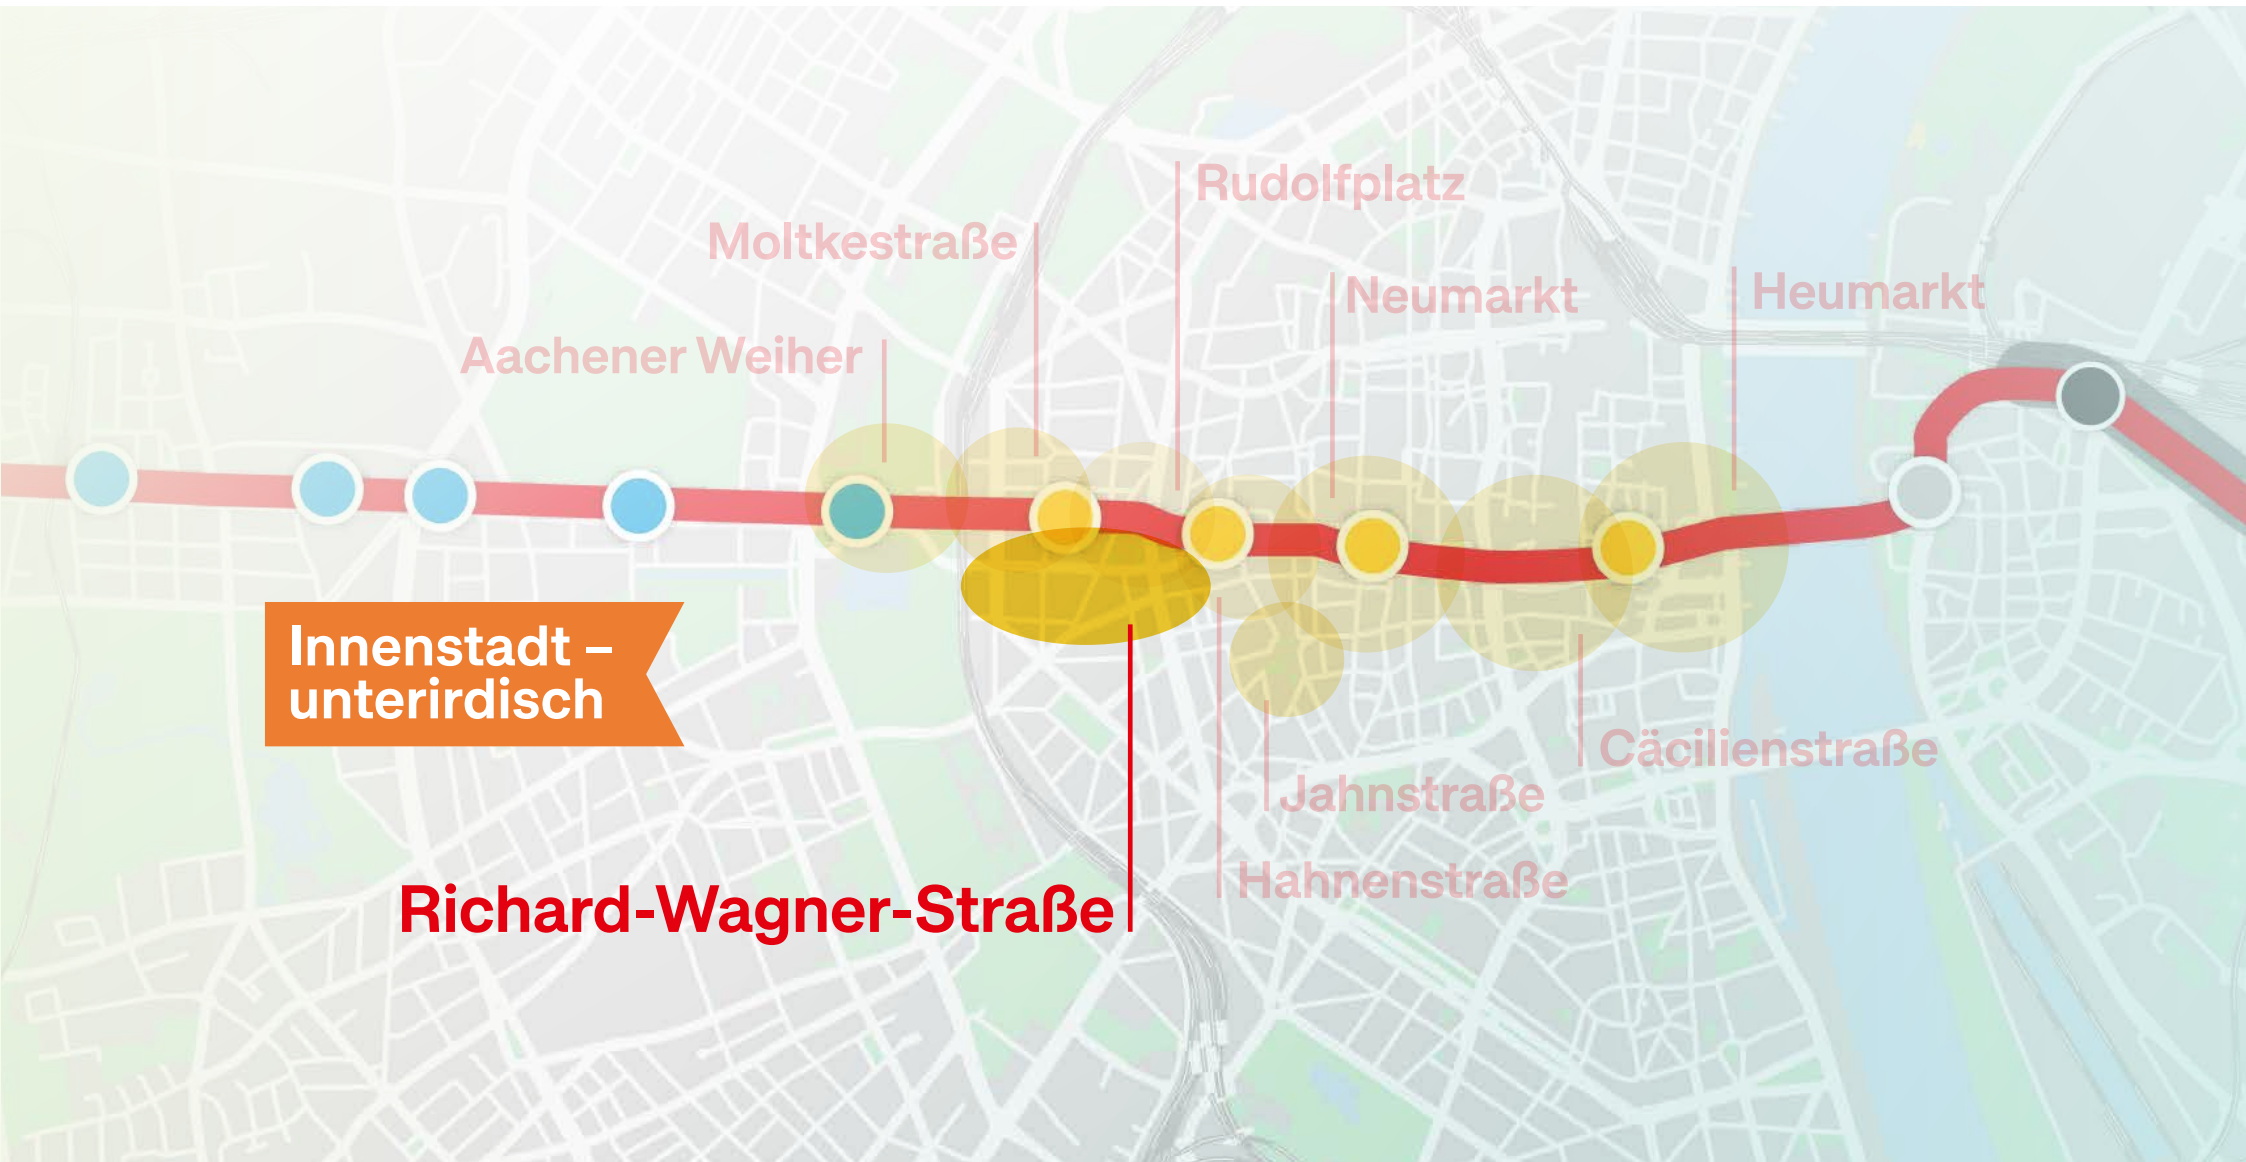 Rudolfplatz
Moltkestraße
Neumarkt
Heumarkt
Aachener Weiher
Innenstadt –
unterirdisch
Cäcilienstraße
Jahnstraße
Hahnenstraße
Richard-Wagner-Straße